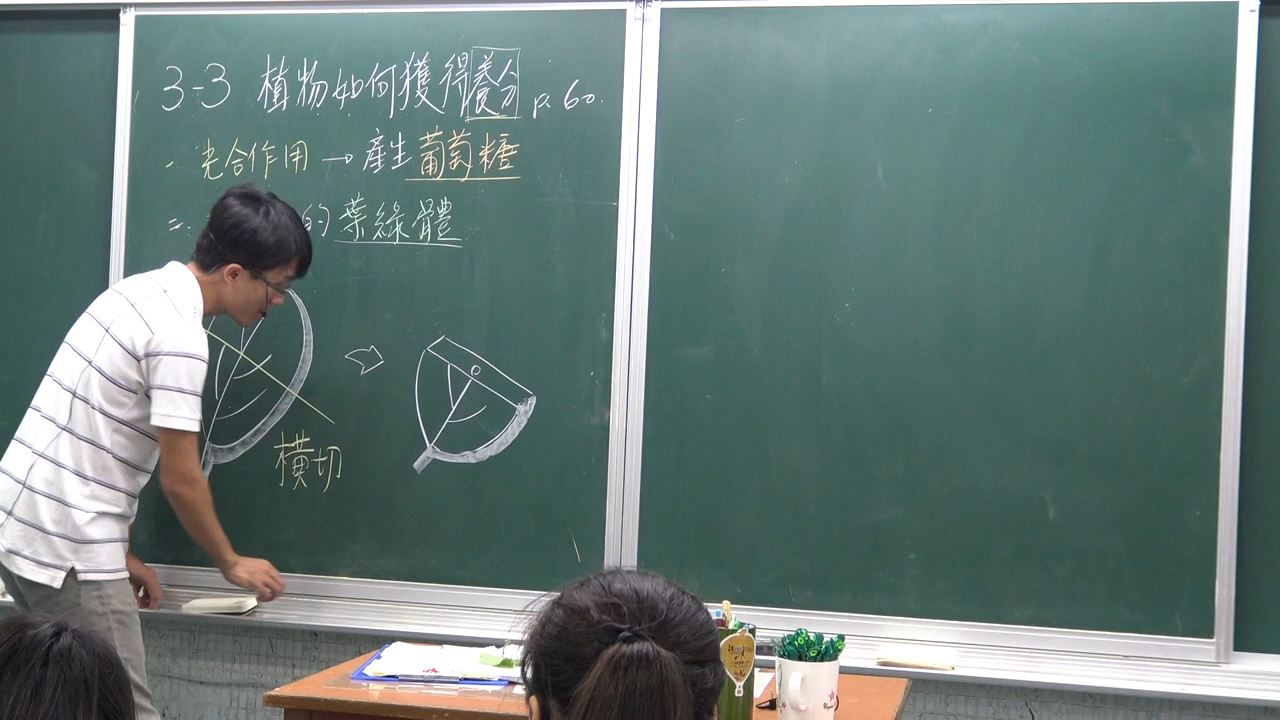 3-3 植物如何獲得養分 p.60.
一 光合作用 → 產生葡萄糖
二. 的葉綠體
橫切